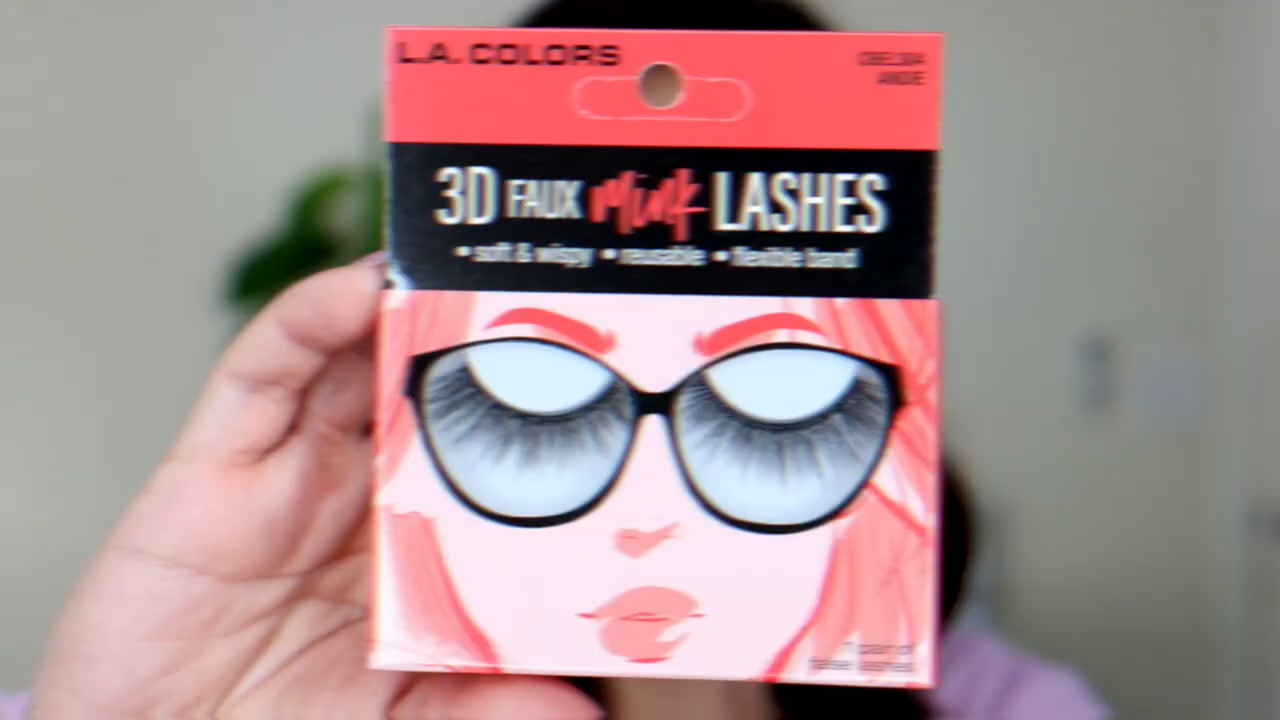 L.A. COLORS
3D FAUX Mink LASHES
• soft & wispy • reusable • flexible band